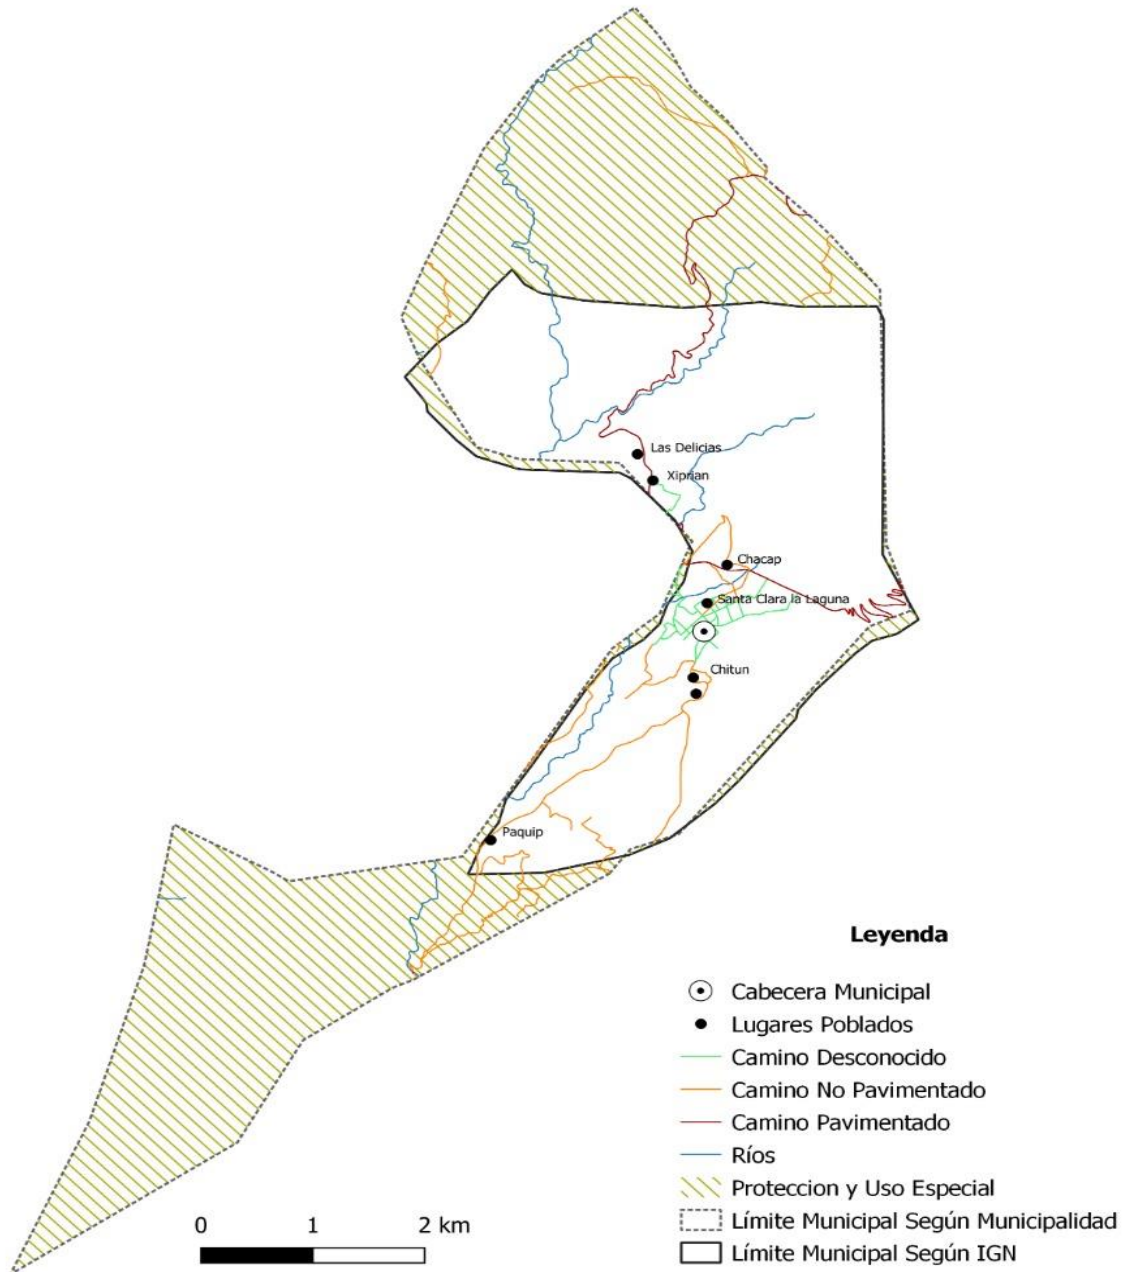 Las Delicias
Xiprian
Chacap
Santa Clara la Laguna
Chitun
Paquip
Leyenda
Cabecera Municipal
Lugares Poblados
Camino Desconocido
Camino No Pavimentado
Camino Pavimentado
Ríos
Proteccion y Uso Especial
Límite Municipal Según Municipalidad
Límite Municipal Según IGN
0 1 2 km